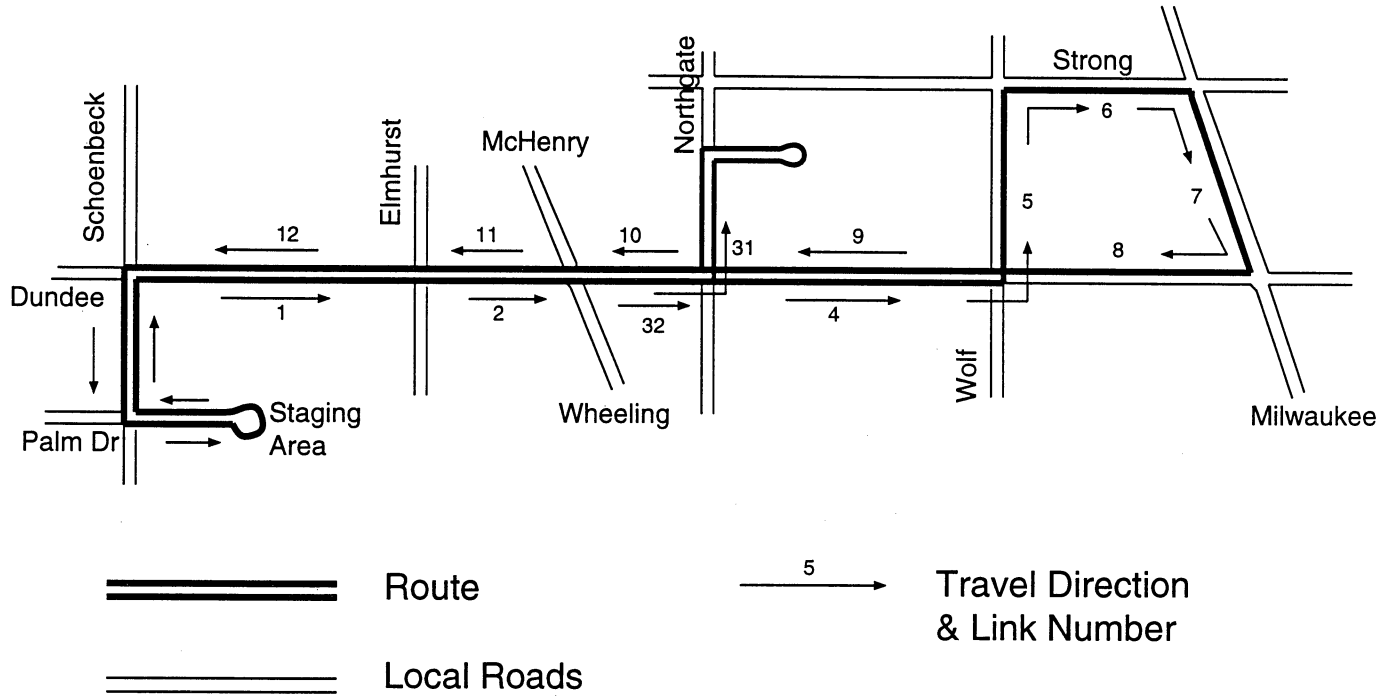 Strong
Northgate
Schoenbeck
Elmhurst
McHenry
6
5
7
12
11
10
31
9
8
Dundee
1
2
32
4
Wolf
Palm Dr
Staging
Area
Wheeling
Milwaukee
Route
5
Travel Direction
& Link Number
Local Roads